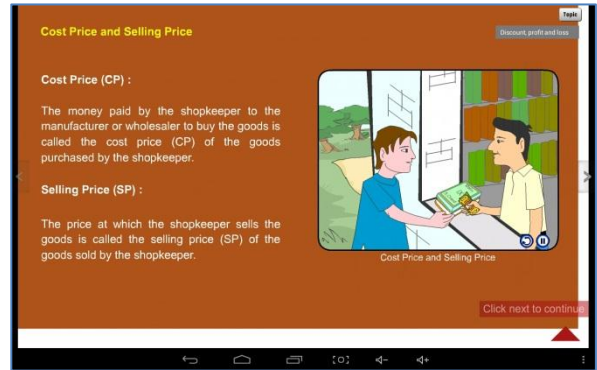 Topic
Cost Price and Selling Price
Discount, profit and loss
Cost Price (CP) :
The money paid by the shopkeeper to the
manufacturer or wholesaler to buy the goods is
called the cost price (CP) of the goods
purchased by the shopkeeper.
Selling Price (SP) :
The price at which the shopkeeper sells the
goods is called the selling price (SP) of the
goods sold by the shopkeeper.
Cost Price and Selling Price
Click next to continue